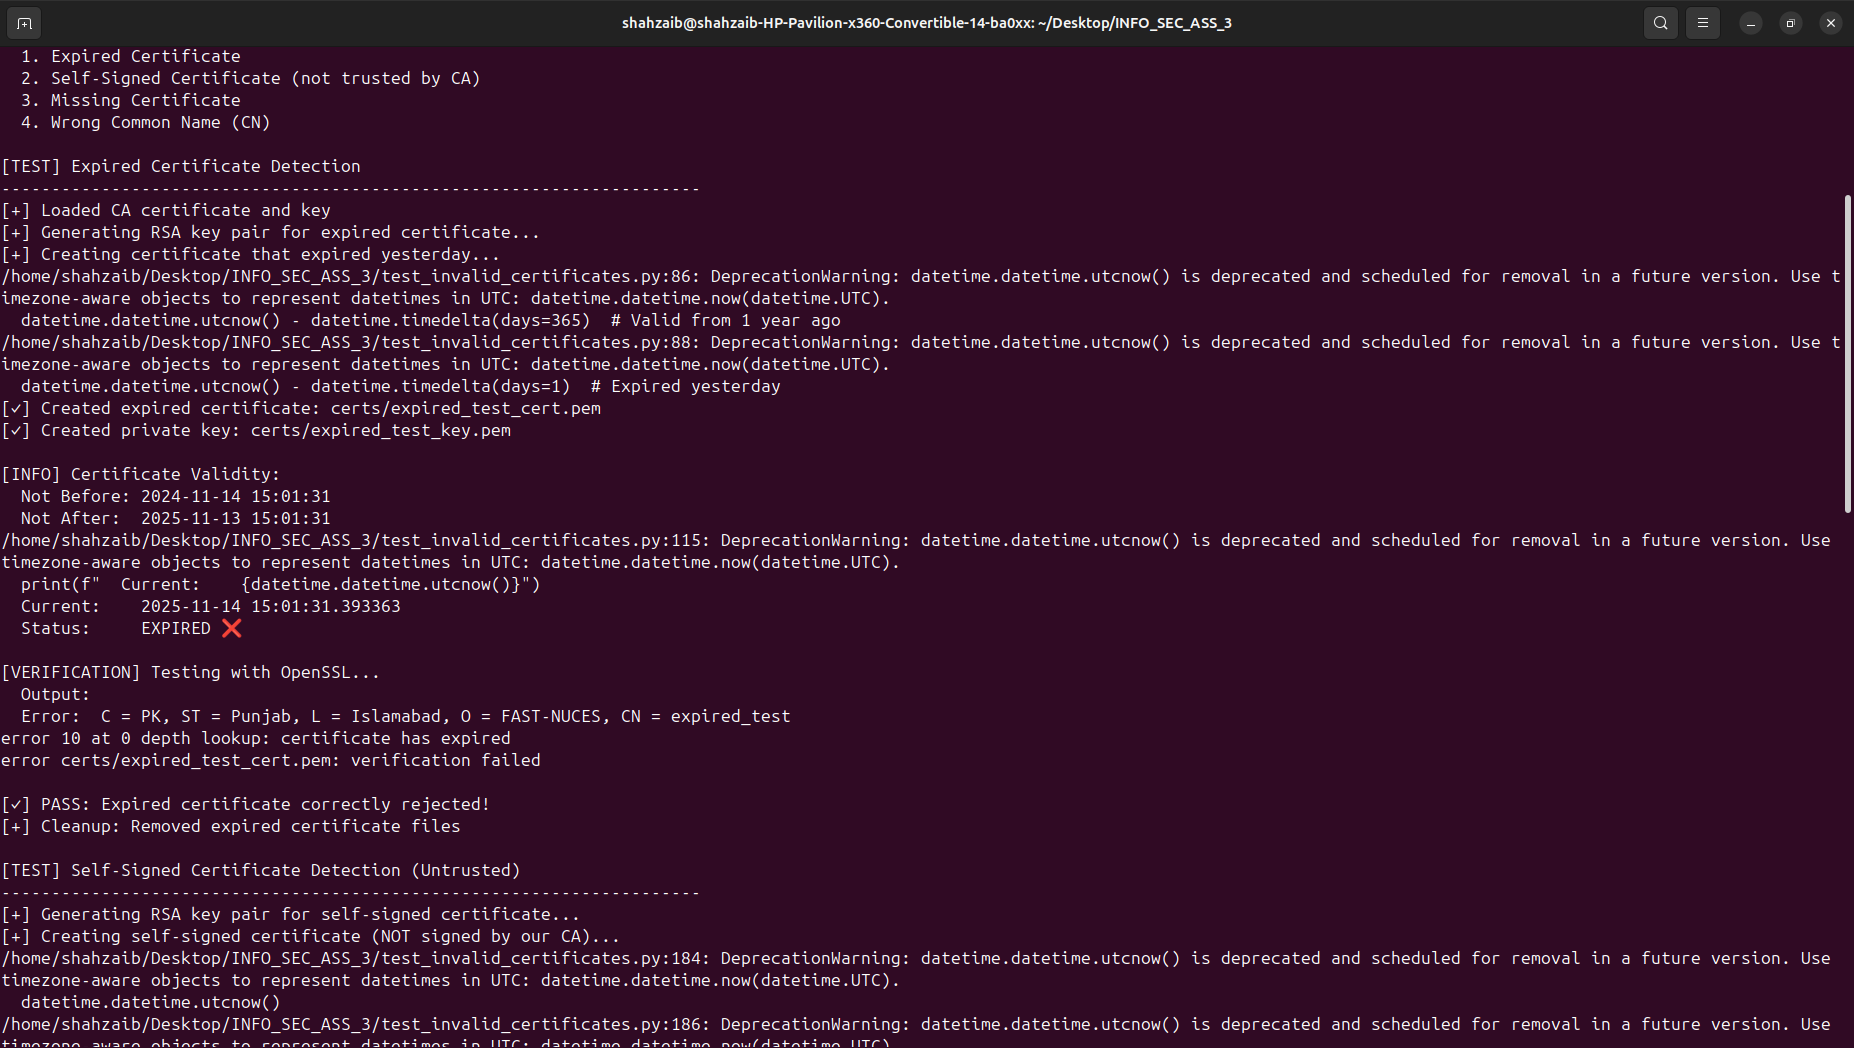 shahzaib@shahzaib-HP-Pavilion-x360-Convertible-14-ba0xx: ~/Desktop/INFO_SEC_ASS_3
  1. Expired Certificate
  2. Self-Signed Certificate (not trusted by CA)
  3. Missing Certificate
  4. Wrong Common Name (CN)

[TEST] Expired Certificate Detection
----------------------------------------------------------------------
[+] Loaded CA certificate and key
[+] Generating RSA key pair for expired certificate...
[+] Creating certificate that expired yesterday...
/home/shahzaib/Desktop/INFO_SEC_ASS_3/test_invalid_certificates.py:86: DeprecationWarning: datetime.datetime.utcnow() is deprecated and scheduled for removal in a future version. Use t
imezone-aware objects to represent datetimes in UTC: datetime.datetime.now(datetime.UTC).
  datetime.datetime.utcnow() - datetime.timedelta(days=365)  # Valid from 1 year ago
/home/shahzaib/Desktop/INFO_SEC_ASS_3/test_invalid_certificates.py:88: DeprecationWarning: datetime.datetime.utcnow() is deprecated and scheduled for removal in a future version. Use t
imezone-aware objects to represent datetimes in UTC: datetime.datetime.now(datetime.UTC).
  datetime.datetime.utcnow() - datetime.timedelta(days=1)  # Expired yesterday
[✓] Created expired certificate: certs/expired_test_cert.pem
[✓] Created private key: certs/expired_test_key.pem

[INFO] Certificate Validity:
  Not Before: 2024-11-14 15:01:31
  Not After:  2025-11-13 15:01:31
/home/shahzaib/Desktop/INFO_SEC_ASS_3/test_invalid_certificates.py:115: DeprecationWarning: datetime.datetime.utcnow() is deprecated and scheduled for removal in a future version. Use
timezone-aware objects to represent datetimes in UTC: datetime.datetime.now(datetime.UTC).
  print(f"  Current:    {datetime.datetime.utcnow()}")
  Current:    2025-11-14 15:01:31.393363
  Status:     EXPIRED ❌

[VERIFICATION] Testing with OpenSSL...
  Output:
  Error:  C = PK, ST = Punjab, L = Islamabad, O = FAST-NUCES, CN = expired_test
error 10 at 0 depth lookup: certificate has expired
error certs/expired_test_cert.pem: verification failed

[✓] PASS: Expired certificate correctly rejected!
[+] Cleanup: Removed expired certificate files

[TEST] Self-Signed Certificate Detection (Untrusted)
----------------------------------------------------------------------
[+] Generating RSA key pair for self-signed certificate...
[+] Creating self-signed certificate (NOT signed by our CA)...
/home/shahzaib/Desktop/INFO_SEC_ASS_3/test_invalid_certificates.py:184: DeprecationWarning: datetime.datetime.utcnow() is deprecated and scheduled for removal in a future version. Use
timezone-aware objects to represent datetimes in UTC: datetime.datetime.now(datetime.UTC).
  datetime.datetime.utcnow()
/home/shahzaib/Desktop/INFO_SEC_ASS_3/test_invalid_certificates.py:186: DeprecationWarning: datetime.datetime.utcnow() is deprecated and scheduled for removal in a future version. Use
timezone-aware objects to represent datetimes in UTC: datetime.datetime.now(datetime.UTC).